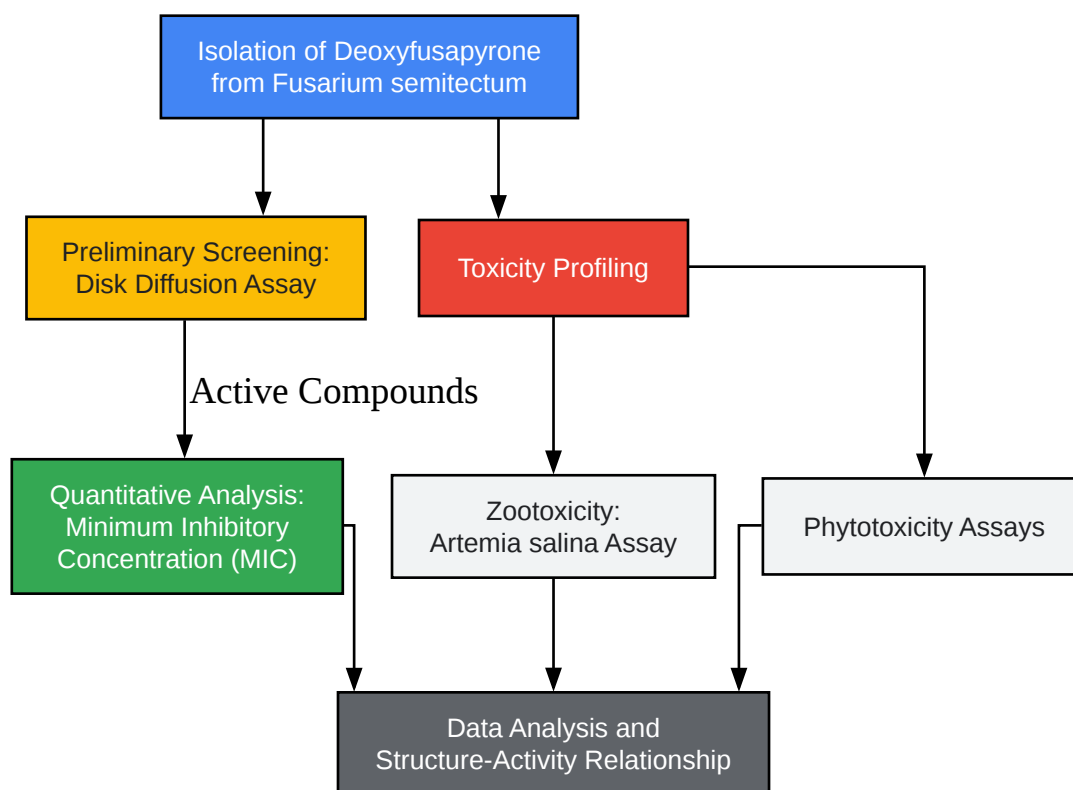 Isolation of Deoxyfusapyrone
from Fusarium semitectum
Preliminary Screening:
Disk Diffusion Assay
Toxicity Profiling
Active Compounds
Quantitative Analysis:
Minimum Inhibitory
Concentration (MIC)
Zootoxicity:
Artemia salina Assay
Phytotoxicity Assays
Data Analysis and
Structure-Activity Relationship